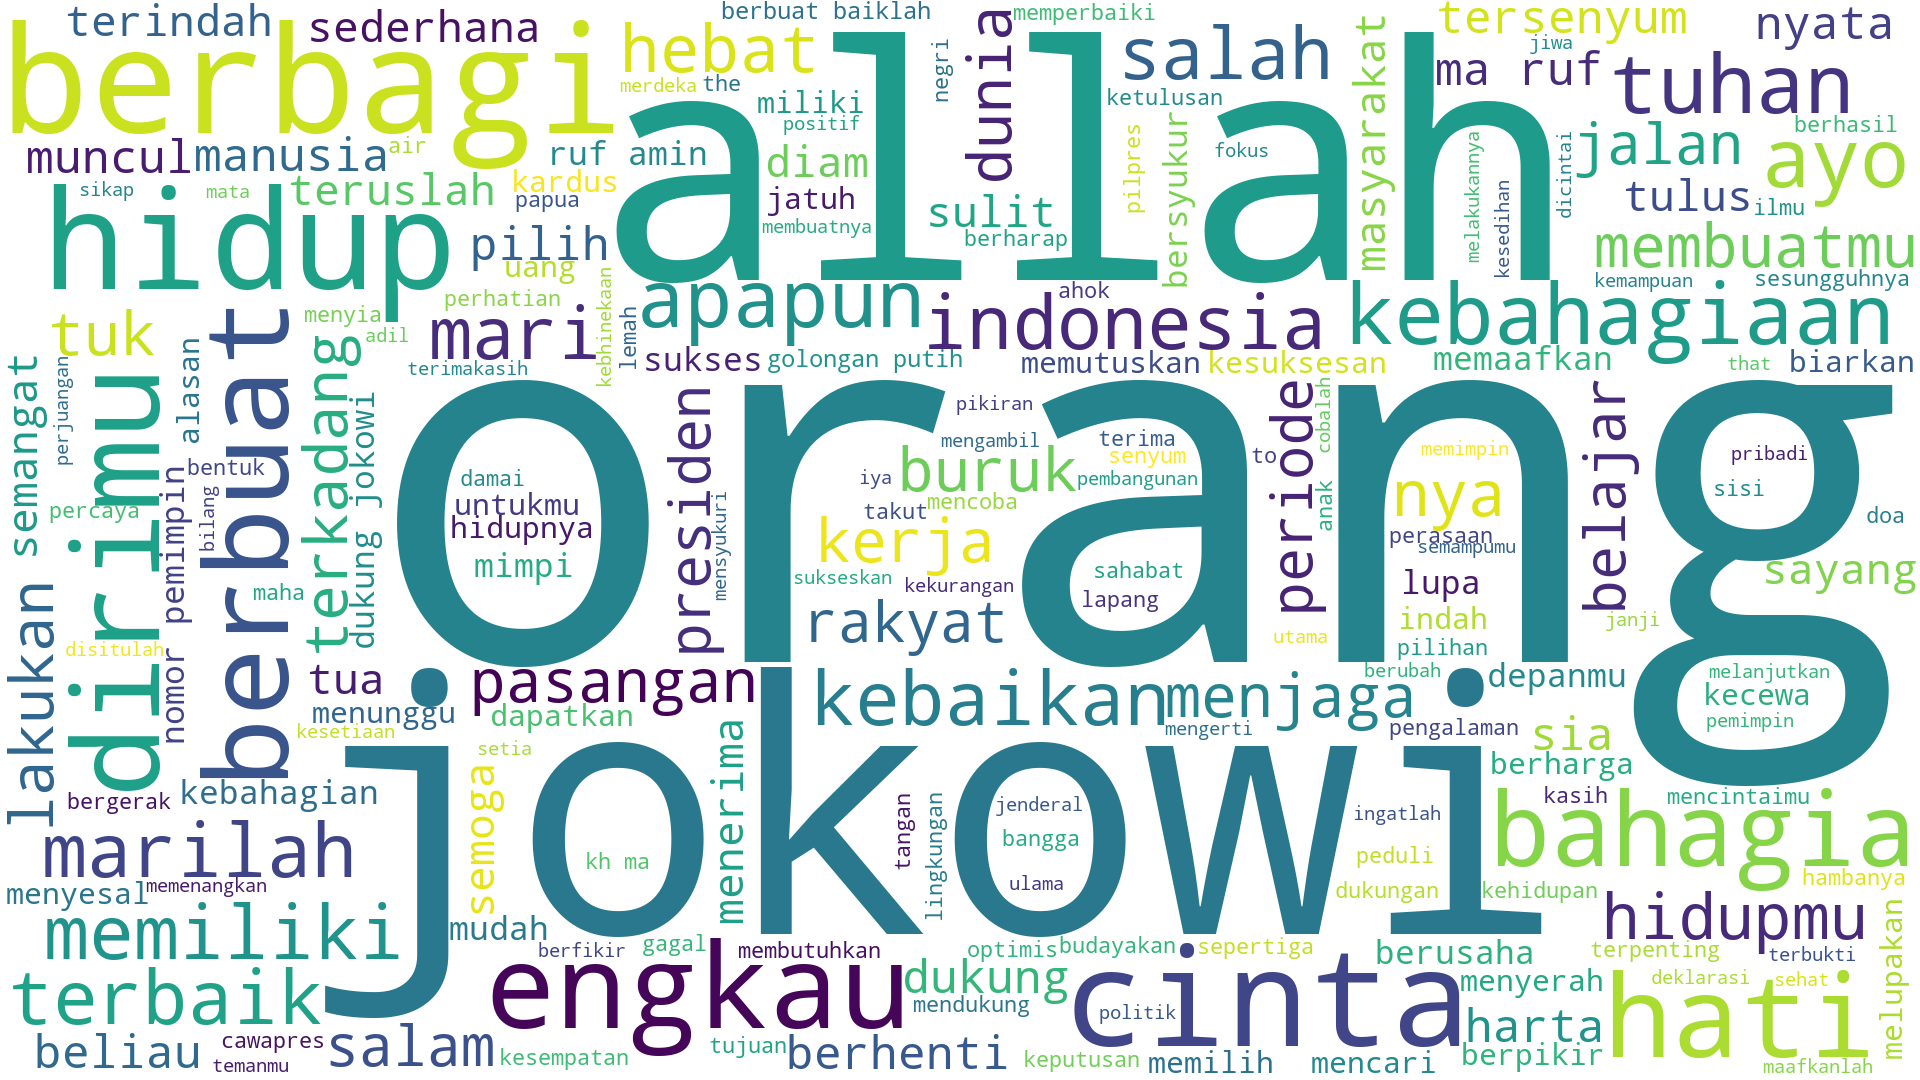 terindah
sederhana
berbuat baiklah
memperbaiki
tersenyum
nyata
berbagi
hebat
merdeka
the
negri
dunia
salah
masyarakat
jiwa
ma ruf
tuhan
allah
miliki
positif
ketulusan
muncul
manusia
air
ruf amin
diam
bersyukur
pilpres
fokus
melakukannya
dicintai
jalan
berhasil
ayo
sikap
mata
teruslah
kardus
papua
jatuh
membuatnya
sulit
berharap
kesedihan
tulus
ilmu
hidup
pilih
uang
membuatmu
kemampuan
sesungguhnya
perhatian
kebhinekaan
lemah
apapun
ahok
indonesia
kebahagiaan
tuk
berbuat
menyia
adil
mari
terimakasih
sukses
golongan putih
memutuskan
kesuksesan
memaafkan
that
biarkan
semangat
perjuangan
dirimu
alasan
terkadang
dukung jokowi
orang
presiden
pikiran
periode
cobalah
belajar
bentuk
bilang
nomor pemimpin
percaya
damai
untukmu
hidupnya
mimpi
mensyukuri
mengambil
iya
buruk
terima
senyum
pembangunan
to
anak
memimpin
nya
pribadi
sisi
doa
takut
mencoba
kerja
perasaan
semampumu
sukseskan
kekurangan
sahabat
lapang
lupa
sayang
maha
rakyat
utama
indah
pilihan
janji
lakukan
disitulah
tua
menunggu
kesetiaan
pasangan
dapatkan
setia
kebaikan
menjaga
mengerti
berubah
pengalaman
depanmu
melanjutkan
kecewa
pemimpin
sia
jokowi
bergerak
kebahagian
semoga
menerima
tangan
lingkungan
jenderal
bangga
ulama
kh ma
ingatlah
peduli
dukungan
berharga
kasih
mencintaimu
bahagia
kehidupan
hambanya
marilah
menyesal
memenangkan
memiliki
mudah
berfikir
gagal
membutuhkan
optimis
budayakan
sepertiga
berusaha
hidupmu
terpenting
terbukti
melupakan
terbaik
engkau
dukung
mendukung
cinta
politik
menyerah
deklarasi
sehat
hati
beliau
cawapres
temanmu
salam
kesempatan
tujuan
berhenti
keputusan
memilih
mencari
harta
berpikir
maafkanlah